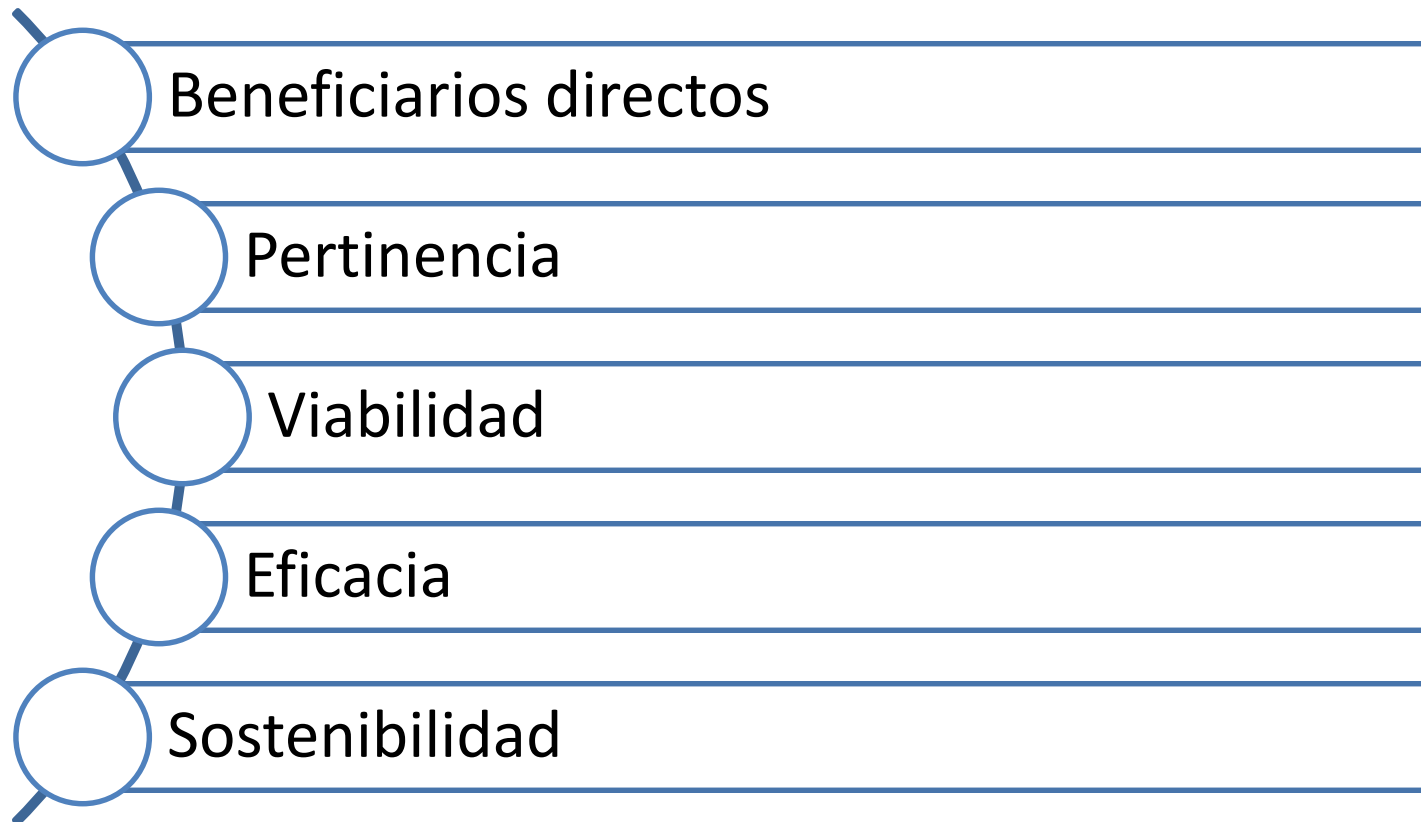 Beneficiarios directos
Pertinencia
Viabilidad
Eficacia
Sostenibilidad